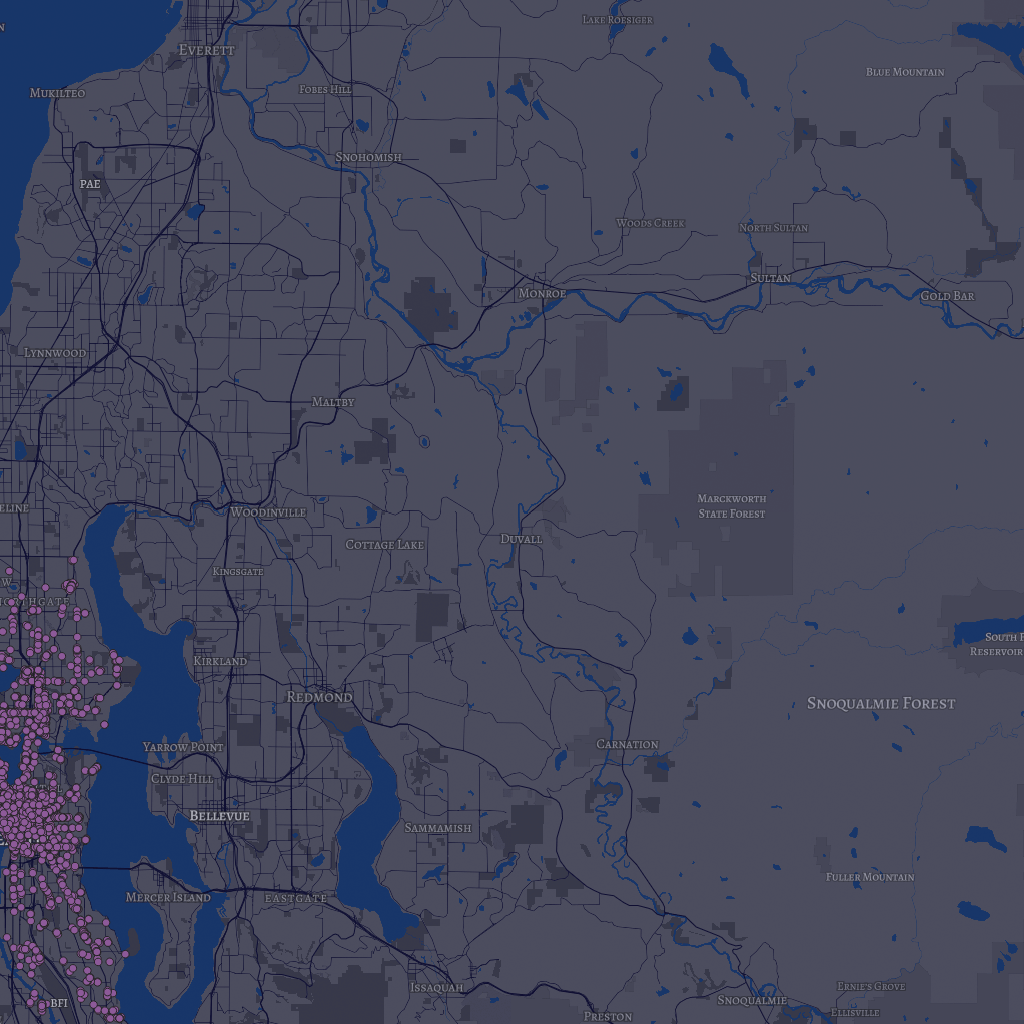 Lake Roesiger
Everett
Blue Mountain
Mukilteo
Fobes Hill
Snohomish
PAE
Woods Creek
North Sultan
Sultan
Monroe
Gold Bar
Lynnwood
Maltby
Marckworth
State Forest
Woodinville
Duvall
Cottage Lake
Kingsgate
South F
Reservoir
Kirkland
Redmond
Snoqualmie Forest
Yarrow Point
Carnation
Clyde Hill
Bellevue
Sammamish
Fuller Mountain
Mercer Island
Eastgate
Issaquah
Ernie's Grove
BFI
Snoqualmie
Preston
Ellisville